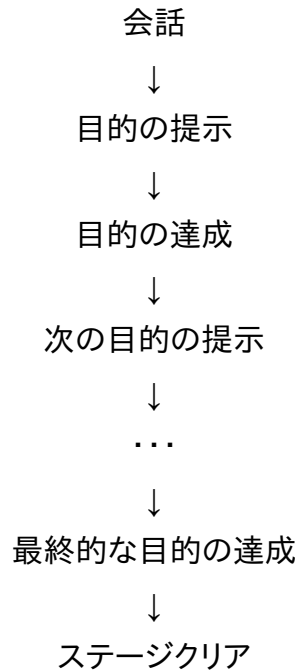 会話
↓
目的の提示
↓
目的の達成
↓
次の目的の提示
↓
・・・
↓
最終的な目的の達成
↓
ステージクリア